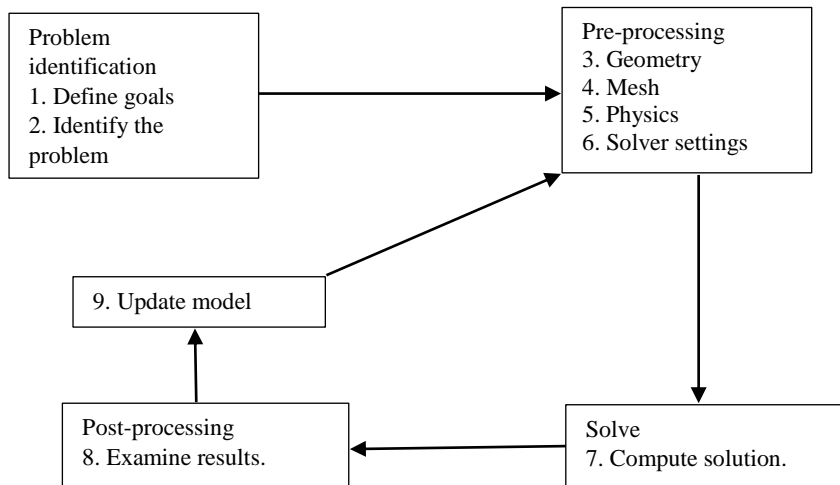 Problem
identification
1. Define goals
2. Identify the
problem
Pre-processing
3. Geometry
4. Mesh
5. Physics
6. Solver settings
9. Update model
Post-processing
8. Examine results.
Solve
7. Compute solution.